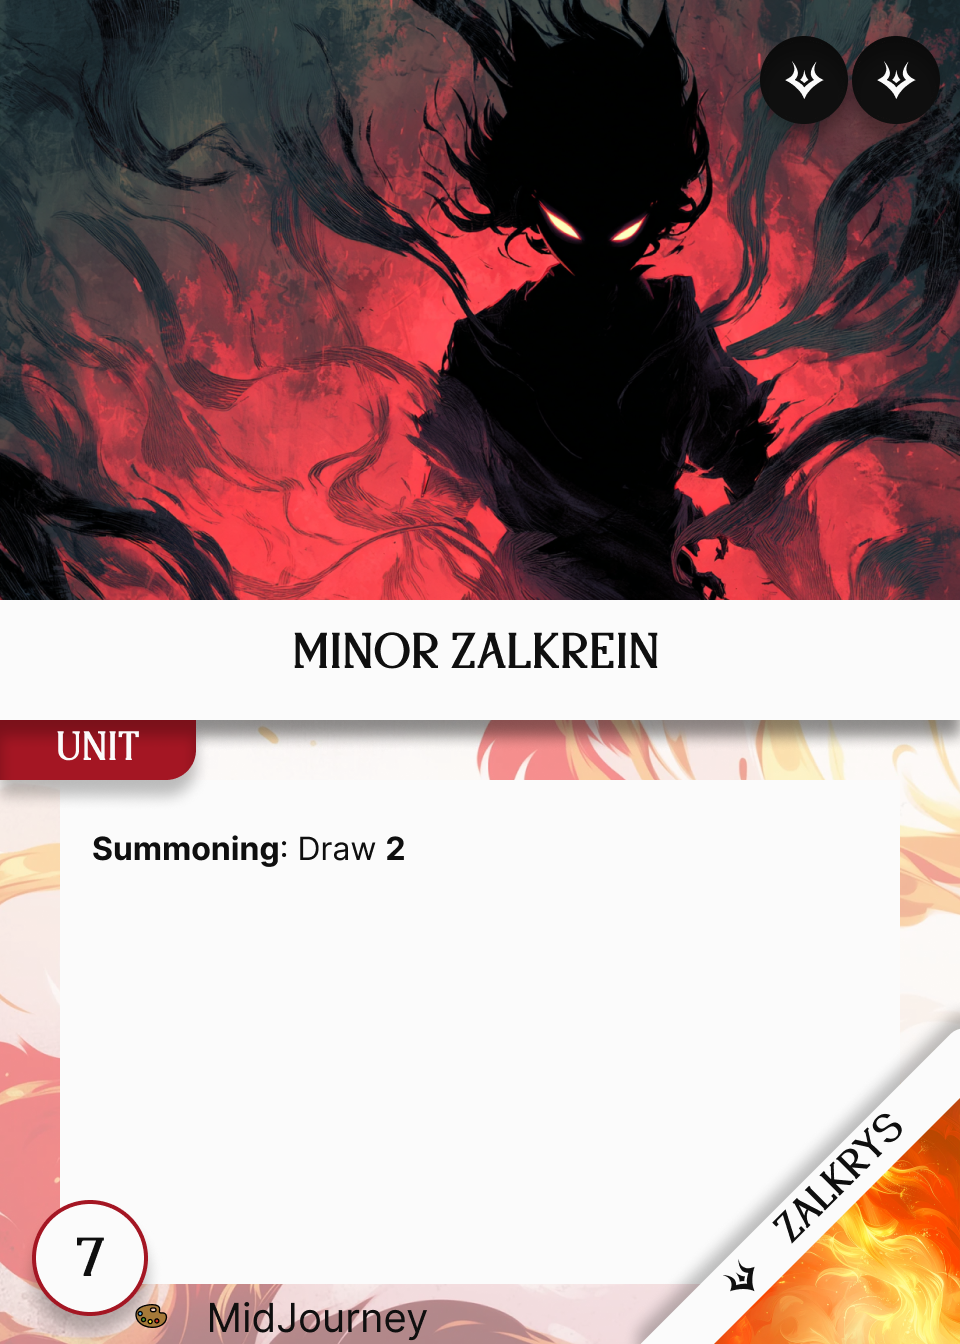 MINOR ZALKREIN
UNIT
Summoning: Draw 2
ZALKRYS
7
MidJourney